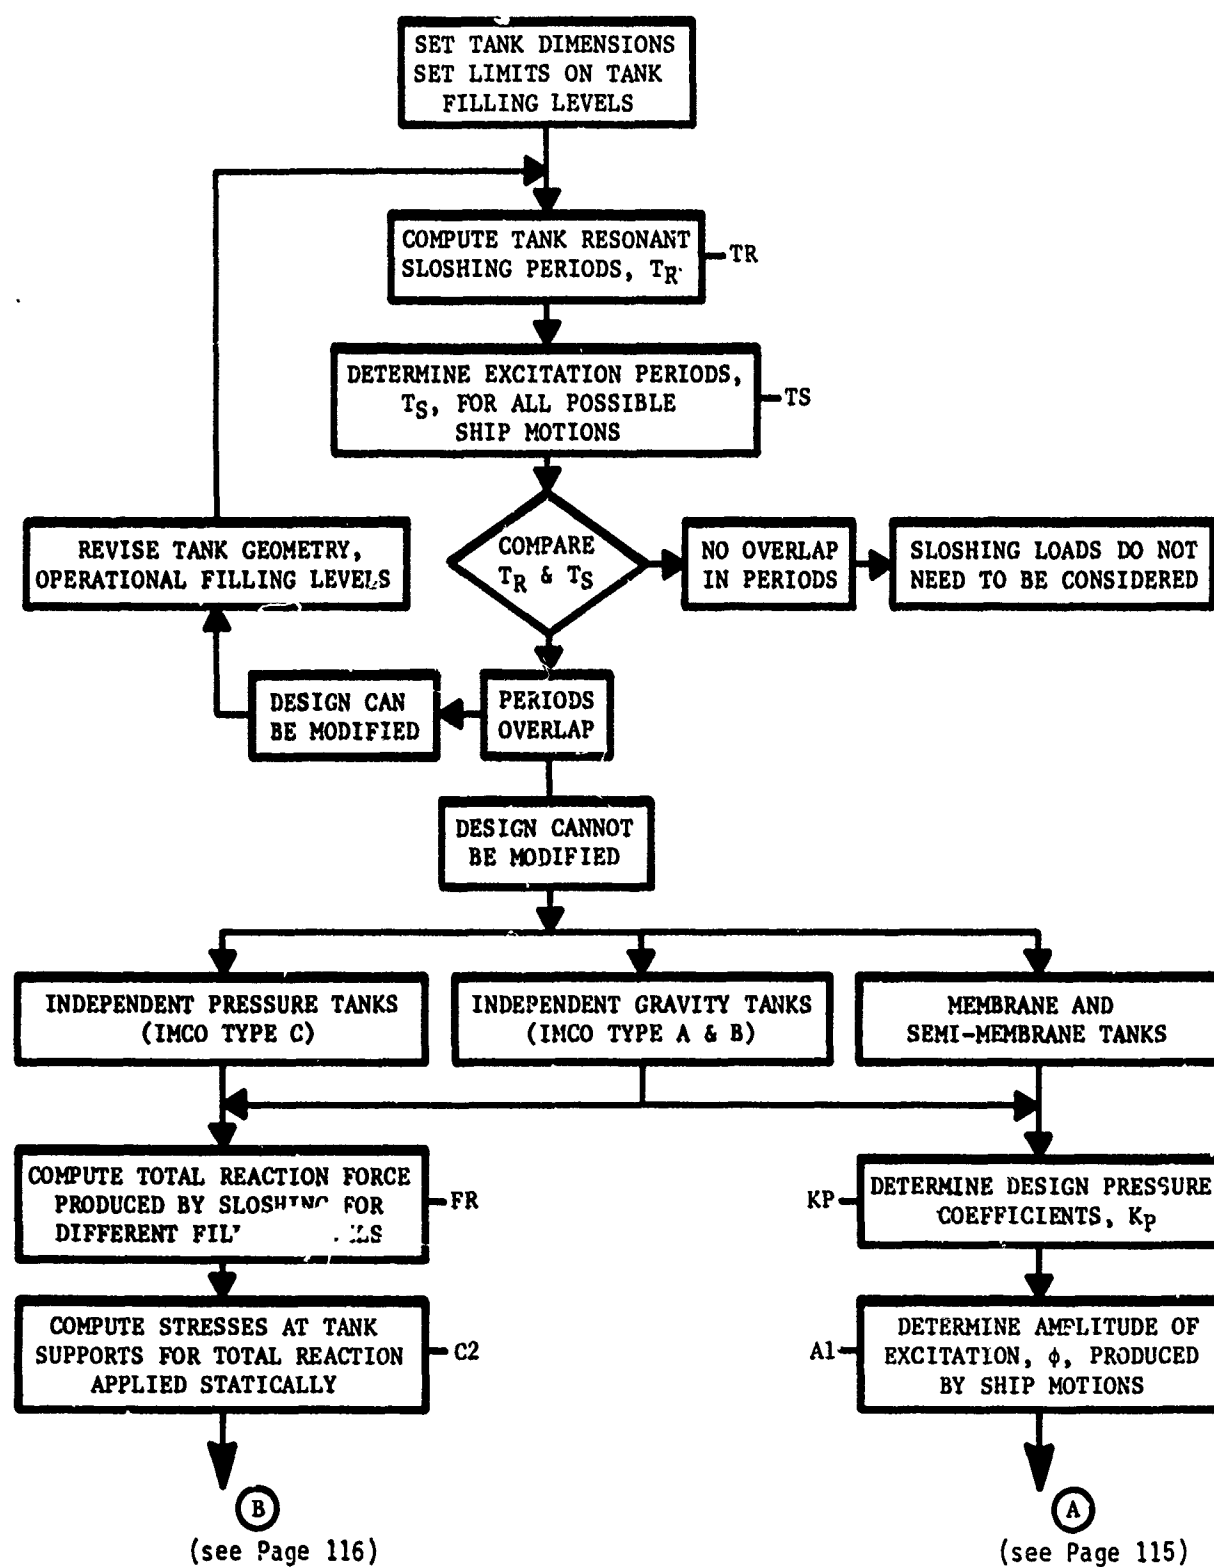 SET TANK DIMENSIONS
SET LIMITS ON TANK
FILLING LEVELS
COMPUTE TANK RESONANT
SLOSHING PERIODS, TR
TR
DETERMINE EXCITATION PERIODS,
TS, FOR ALL POSSIBLE
SHIP MOTIONS
TS
REVISE TANK GEOMETRY,
OPERATIONAL FILLING LEVELS
COMPARE
TR & TS
NO OVERLAP
IN PERIODS
SLOSHING LOADS DO NOT
NEED TO BE CONSIDERED
DESIGN CAN
BE MODIFIED
PERIODS
OVERLAP
DESIGN CANNOT
BE MODIFIED
INDEPENDENT PRESSURE TANKS
(IMCO TYPE C)
INDEPENDENT GRAVITY TANKS
(IMCO TYPE A & B)
MEMBRANE AND
SEMI-MEMBRANE TANKS
COMPUTE TOTAL REACTION FORCE
PRODUCED BY SLOSHING FOR
DIFFERENT
FR
KP
DETERMINE DESIGN PRESSURE
COEFFICIENTS, Kp
COMPUTE STRESSES AT TANK
SUPPORTS FOR TOTAL REACTION
APPLIED STATICALLY
C2
A1
DETERMINE AMPLITUDE OF
EXCITATION, ϕ, PRODUCED
BY SHIP MOTIONS
B
(see Page 116)
A
(see Page 115)